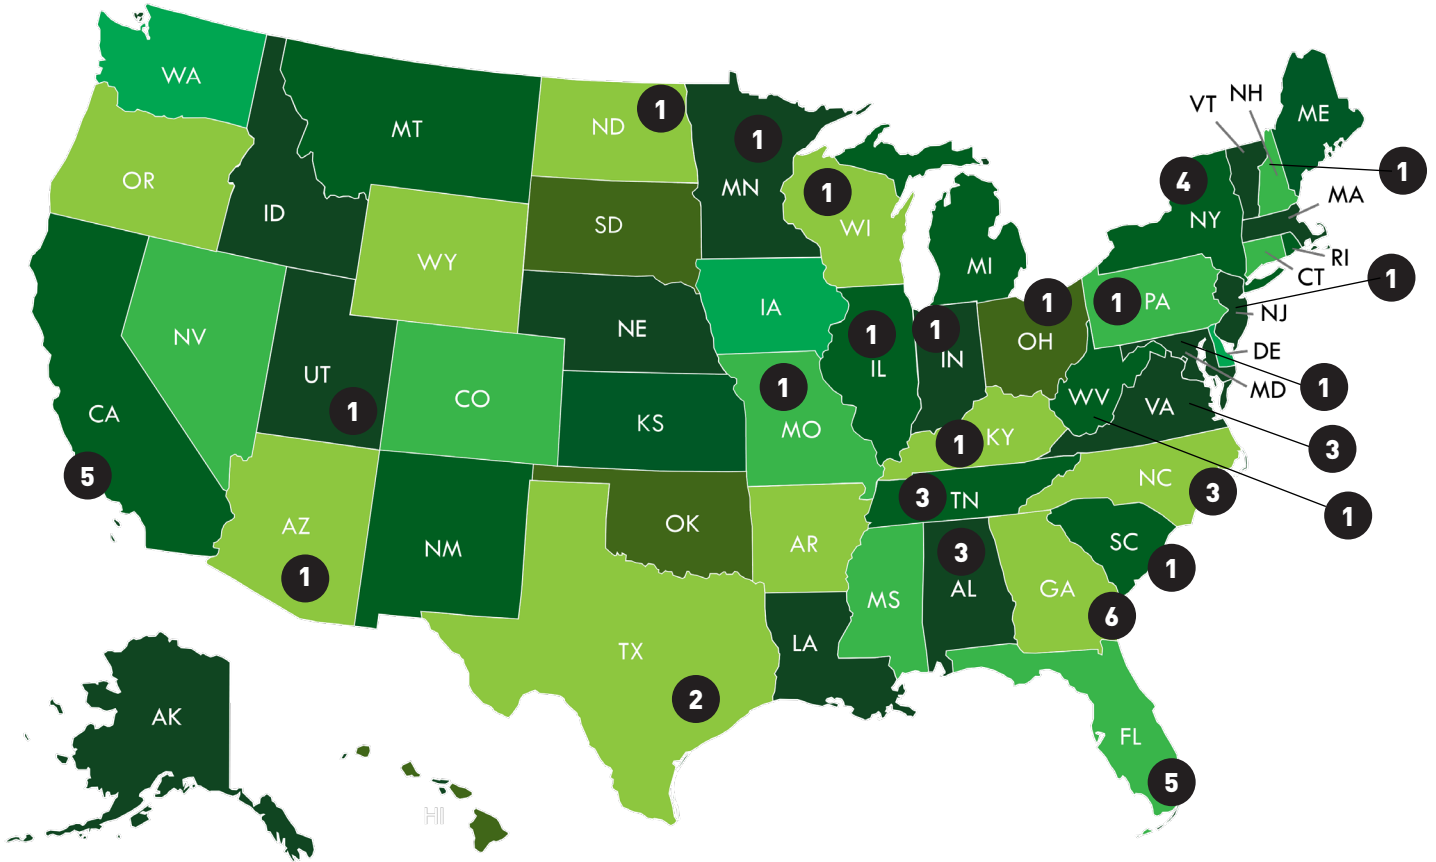 WA
MT
ND
1
MN
1
OR
ID
SD
WY
WI
1
MI
VT
NH
ME
1
4
NY
MA
RI
CT
1
NJ
PA
1
DE
MD
1
NV
UT
1
CO
NE
IA
IL
1
IN
1
OH
1
CA
5
KS
MO
1
KY
1
WV
VA
3
1
AZ
1
NM
OK
AR
TN
3
NC
3
SC
1
MS
AL
3
GA
6
TX
2
LA
FL
5
AK
HI